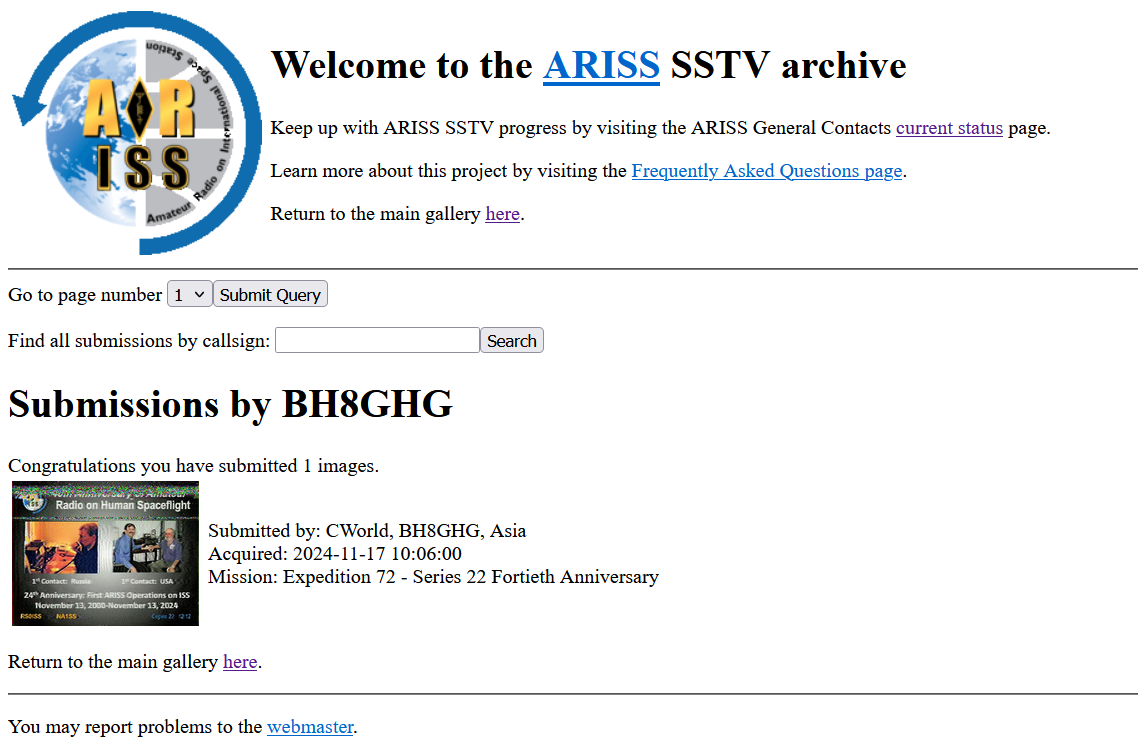 Space Station
Amateur Radio on International
ARISS
Welcome to the ARISS SSTV archive
Keep up with ARISS SSTV progress by visiting the ARISS General Contacts current status page.
Learn more about this project by visiting the Frequently Asked Questions page.
Return to the main gallery here.
Go to page number 1 Submit Query
Find all submissions by callsign: Search
Submissions by BH8GHG
Congratulations you have submitted 1 images.
Anniversary of Amateur
Radio on Human Spaceflight
1st Contact: Russia 1st Contact: USA
24th Anniversary: First ARISS Operations on ISS
November 13, 2000-November 13, 2024
RS0ISS NA1SS 12/12
Submitted by: CWorld, BH8GHG, Asia
Acquired: 2024-11-17 10:06:00
Mission: Expedition 72 - Series 22 Fortieth Anniversary
Return to the main gallery here.
You may report problems to the webmaster.